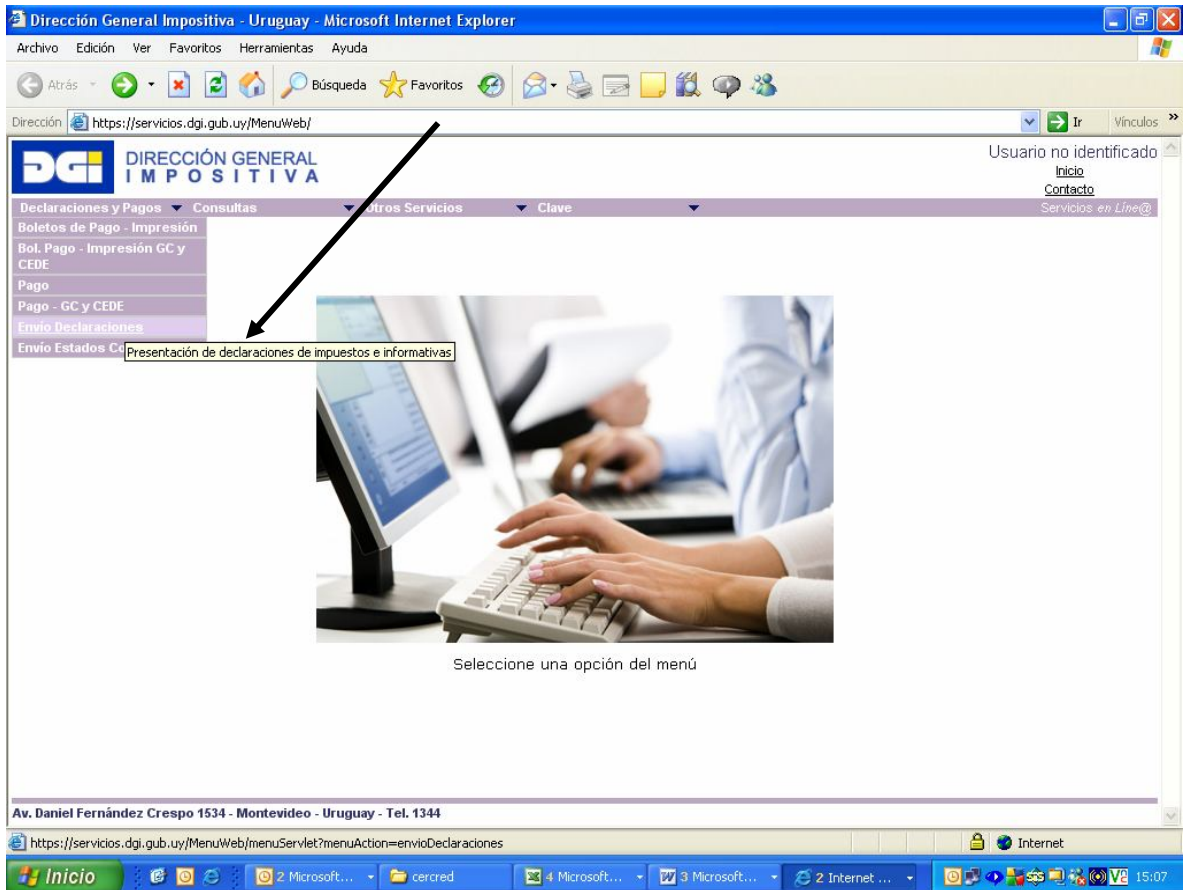 Dirección General Impositiva - Uruguay - Microsoft Internet Explorer
Archivo Edición Ver Favoritos Herramientas Ayuda
Atrás Búsqueda Favoritos
Dirección https://servicios.dgi.gub.uy/MenuWeb/ Ir Vínculos »
DGI DIRECCIÓN GENERAL
IMPOSITIVA
Usuario no identificado
Inicio
Contacto
Declaraciones y Pagos Consultas Otros Servicios Clave Servicios en Líne@
Boletos de Pago - Impresión
Bol. Pago - Impresión GC y
CEDE
Pago
Pago - GC y CEDE
Envío Declaraciones
Envío Estados Co
Presentación de declaraciones de impuestos e informativas
Seleccione una opción del menú
Av. Daniel Fernández Crespo 1534 - Montevideo - Uruguay - Tel. 1344
https://servicios.dgi.gub.uy/MenuWeb/menuServlet?menuAction=envioDeclaraciones Internet
Inicio 2 Microsoft... cercred 4 Microsoft... 3 Microsoft... 2 Internet ... 15:07